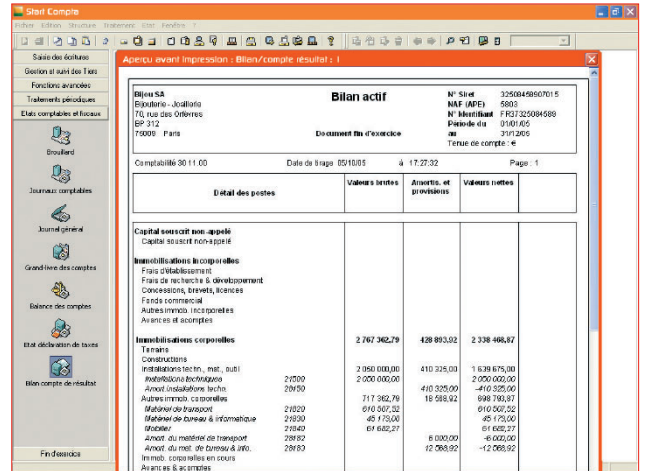 Start Compta
Fichier Edition Structure Traitement Etat Fenêtre ?
Saisie des écritures
Gestion et suivi des Tiers
Fonctions avancées
Traitements périodiques
Etats comptables et fiscaux
Brouillard
Journaux comptables
Journal général
Grand-livre des comptes
Balance des comptes
Etat déclaration de taxes
Bilan compte de résultat
Fin d'exercice
Aperçu avant impression : Bilan/compte résultat : 1
Bijou SA
Bijouterie - Joaillerie
70, rue des Orfèvres
BP 312
75009 Paris
Bilan actif
Document fin d'exercice
N° Siret 32508458907015
NAF (APE) 5803
N° Identifiant FR37325084589
Période du 01/01/05
au 31/12/05
Tenue de compte : €
Comptabilité 30 11.00 Date de tirage 05/10/05 à 17:27:32 Page : 1
Détail des postes Valeurs brutes Amortis. et provisions Valeurs nettes
Capital souscrit non-appelé
Capital souscrit non-appelé
Immobilisations incorporelles
Frais d'établissement
Frais de recherche & développement
Concessions, brevets, licences
Fonds commercial
Autres immob. incorporelles
Avances et acomptes
Immobilisations corporelles 2 767 362,79 428 893,92 2 338 468,87
Terrains
Constructions
Installations techn., mat., outil 2 050 000,00 410 325,00 1 639 675,00
Installations techniques 21500 2 050 000,00 2 050 000,00
Amort. installations techn. 28150 410 325,00 -410 325,00
Autres immob. corporelles 717 362,79 18 568,92 698 793,87
Matériel de transport 21820 610 507,52 610 507,52
Matériel de bureau & informatique 21830 45 173,00 45 173,00
Mobilier 21840 61 682,27 61 682,27
Amort. du matériel de transport 28182 6 000,00 -6 000,00
Amort. du mat. de bureau & info. 28183 12 568,92 -12 568,92
Immob. corporelles en cours
Avances & acomptes